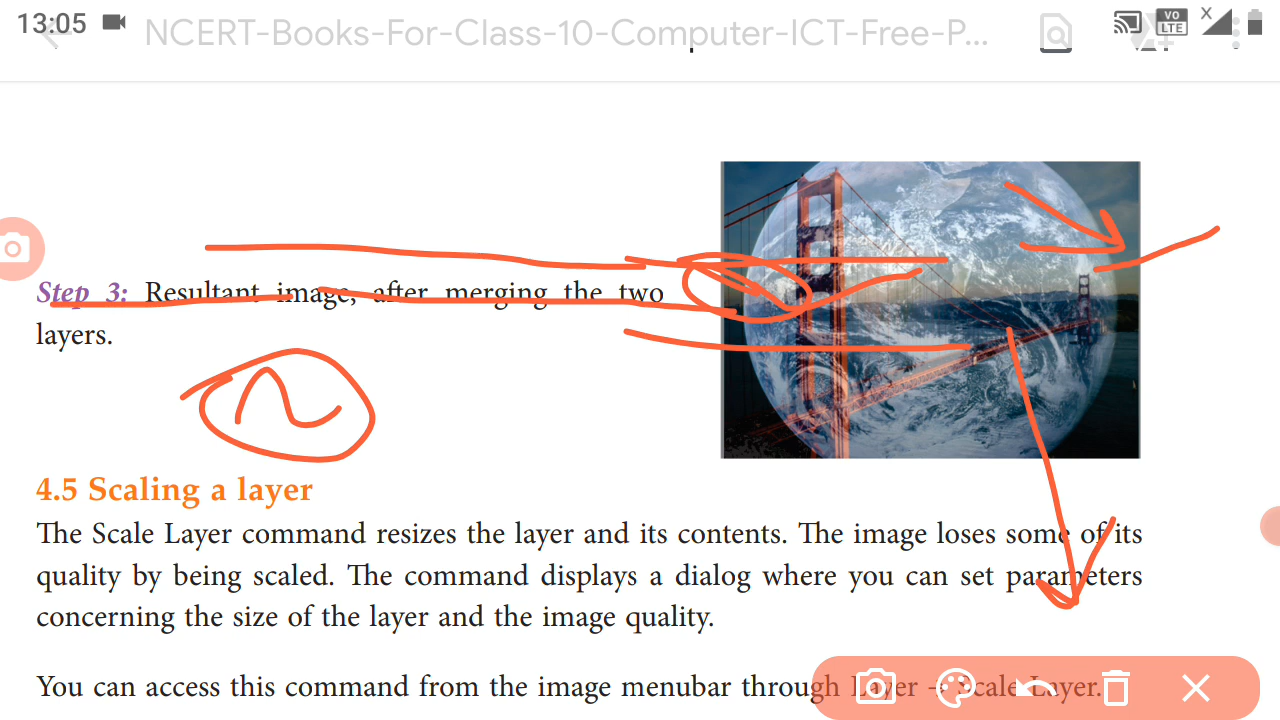 13:05
NCERT-Books-For-Class-10-Computer-ICT-Free-P...
VO LTE
X
Step 3: Resultant image, after merging the two
layers.
4.5 Scaling a layer
The Scale Layer command resizes the layer and its contents. The image loses some of its
quality by being scaled. The command displays a dialog where you can set parameters
concerning the size of the layer and the image quality.
You can access this command from the image menubar through Layer → Scale Layer.